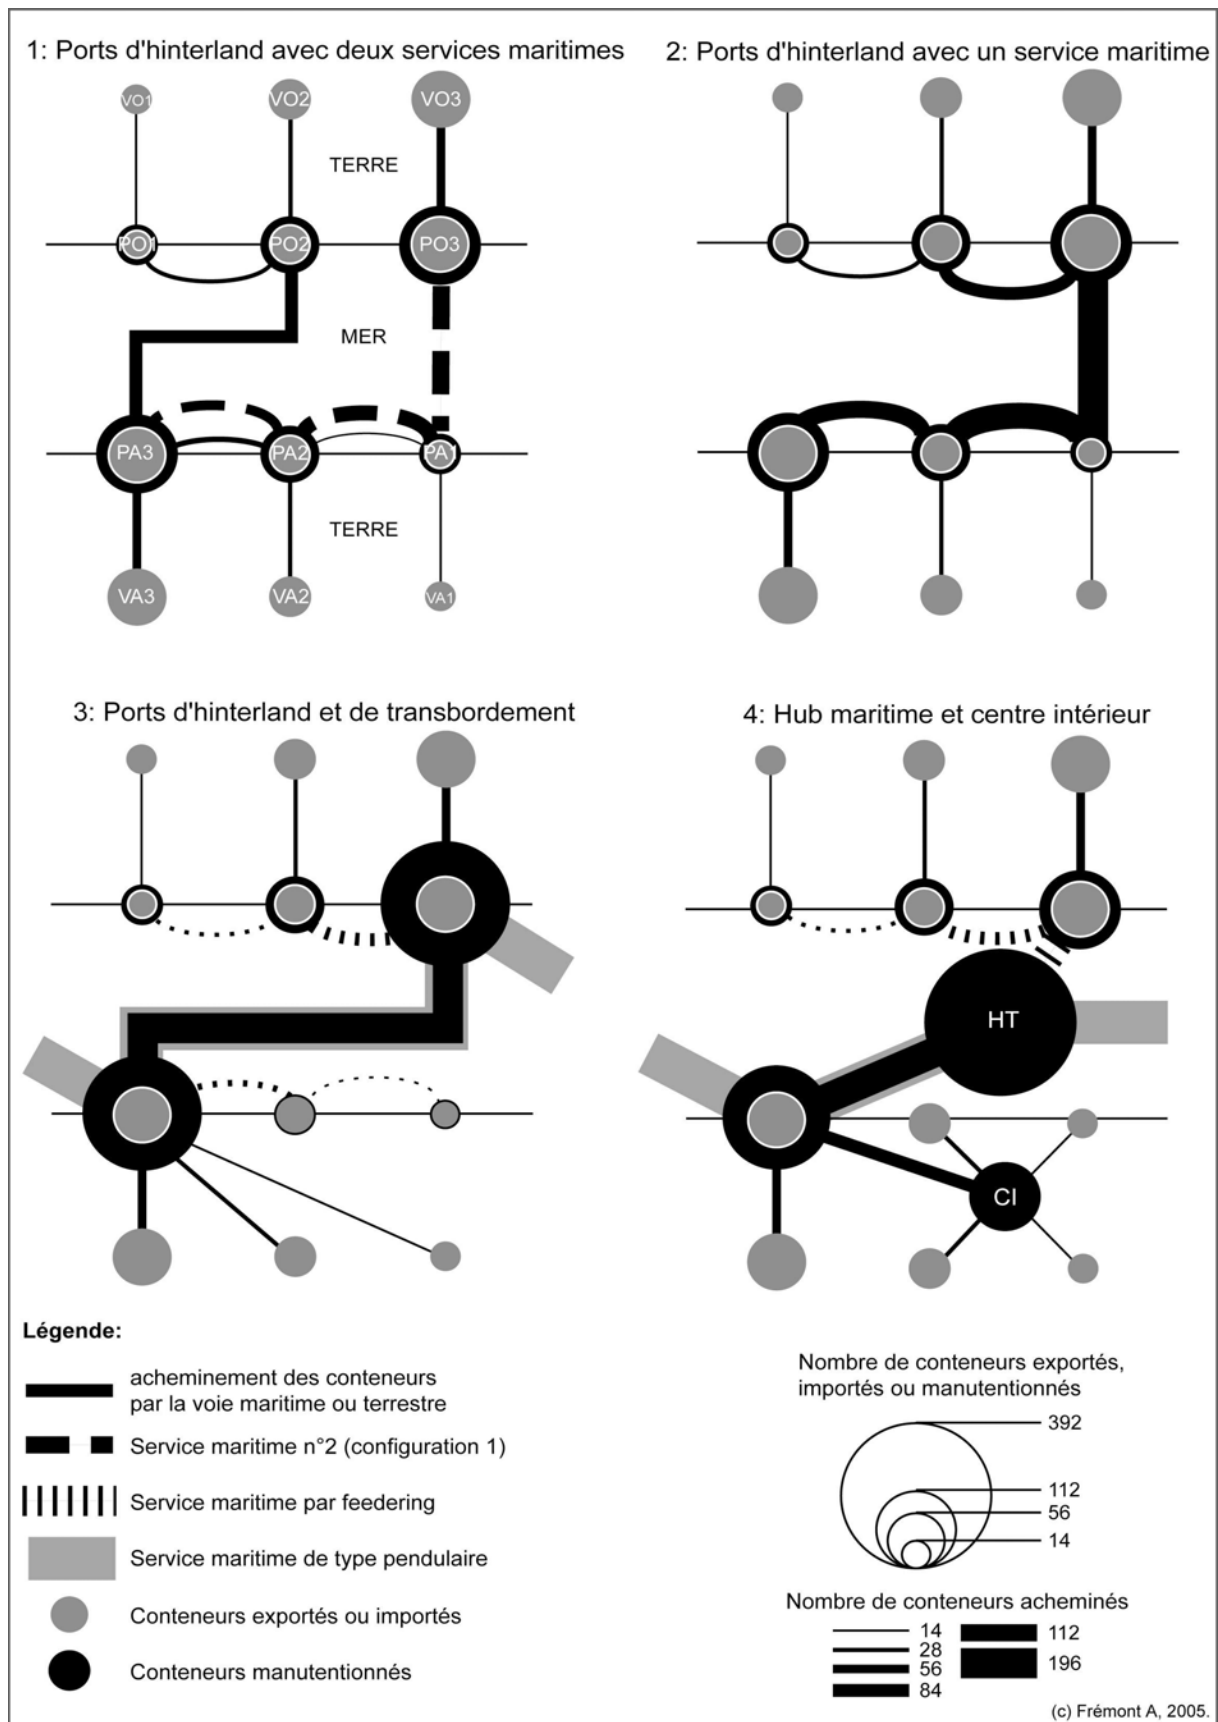 1: Ports d'hinterland avec deux services maritimes
2: Ports d'hinterland avec un service maritime
VO1
VO2
VO3
TERRE
PO1
PO2
PO3
MER
PA3
PA2
PA1
TERRE
VA3
VA2
VA1
3: Ports d'hinterland et de transbordement
4: Hub maritime et centre intérieur
HT
CI
Légende:
acheminement des conteneurs
par la voie maritime ou terrestre
Service maritime n°2 (configuration 1)
Service maritime par feedering
Service maritime de type pendulaire
Conteneurs exportés ou importés
Conteneurs manutentionnés
Nombre de conteneurs exportés,
importés ou manutentionnés
392
112
56
14
Nombre de conteneurs acheminés
14
28
56
84
112
196
(c) Frémont A, 2005.